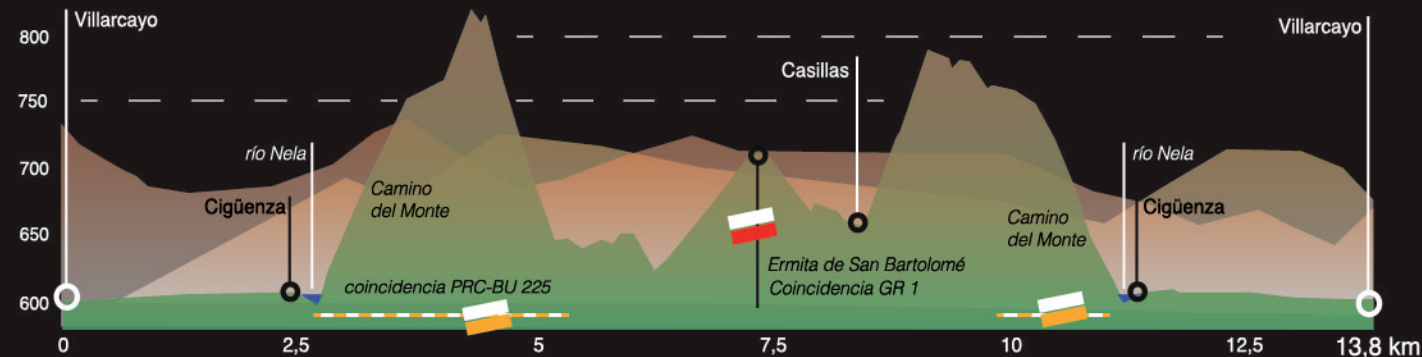 Villarcayo
Villarcayo
800
Casillas
750
río Nela
río Nela
700
Camino
del Monte
Cigüenza
Cigüenza
Camino
del Monte
650
Ermita de San Bartolomé
Coincidencia GR 1
coincidencia PRC-BU 225
600
0
2,5
5
7,5
10
12,5
13.8 km